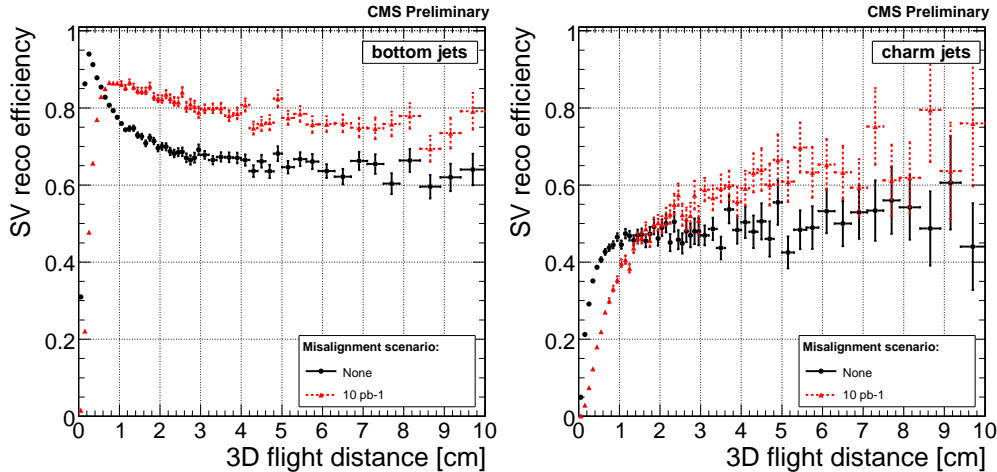 CMS Preliminary
bottom jets
SV reco efficiency
1
0.8
0.6
0.4
0.2
0
Misalignment scenario:
None
10 pb-1
0 1 2 3 4 5 6 7 8 9 10
3D flight distance [cm]
CMS Preliminary
charm jets
SV reco efficiency
1
0.8
0.6
0.4
0.2
0
Misalignment scenario:
None
10 pb-1
0 1 2 3 4 5 6 7 8 9 10
3D flight distance [cm]